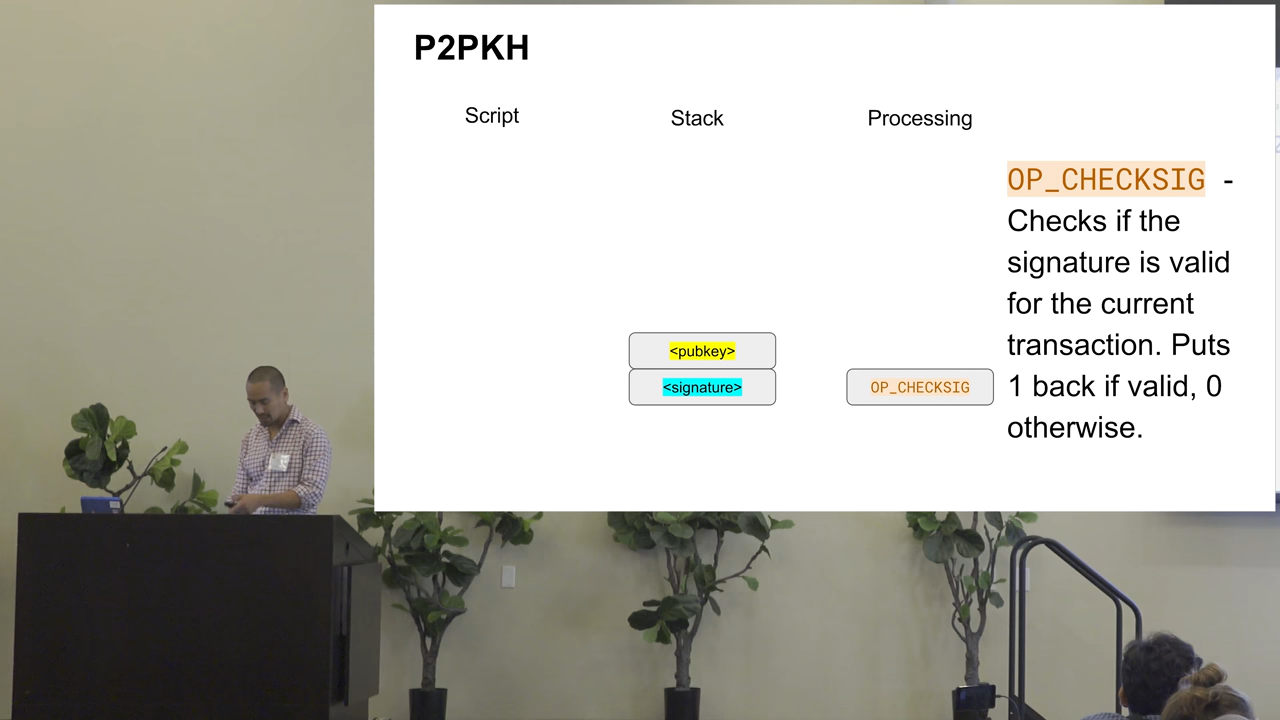 P2PKH
Script
Stack
Processing
OP_CHECKSIG -
Checks if the
signature is valid
for the current
transaction. Puts
1 back if valid, 0
otherwise.
<pubkey>
<signature>
OP_CHECKSIG